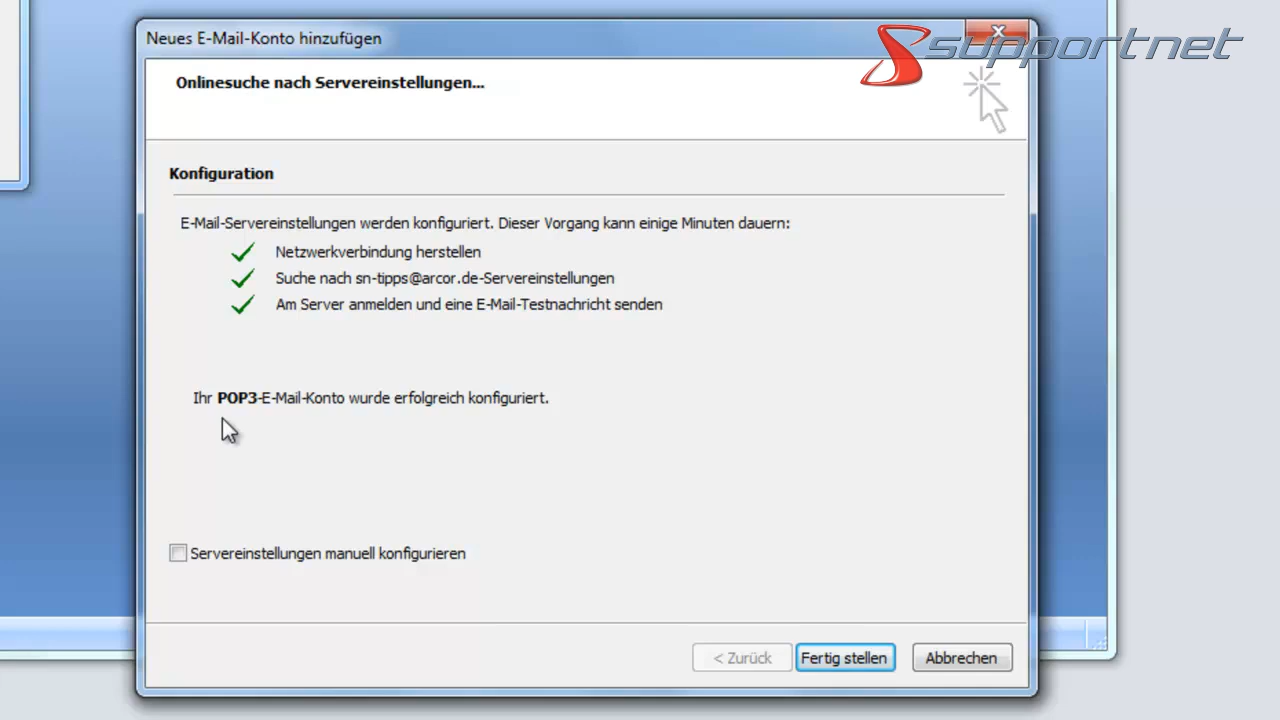 Neues E-Mail-Konto hinzufügen
supportnet
Onlinesuche nach Servereinstellungen...
Konfiguration
E-Mail-Servereinstellungen werden konfiguriert. Dieser Vorgang kann einige Minuten dauern:
Netzwerkverbindung herstellen
Suche nach sn-tipps@arcor.de-Servereinstellungen
Am Server anmelden und eine E-Mail-Testnachricht senden
Ihr POP3-E-Mail-Konto wurde erfolgreich konfiguriert.
Servereinstellungen manuell konfigurieren
< Zurück
Fertig stellen
Abbrechen